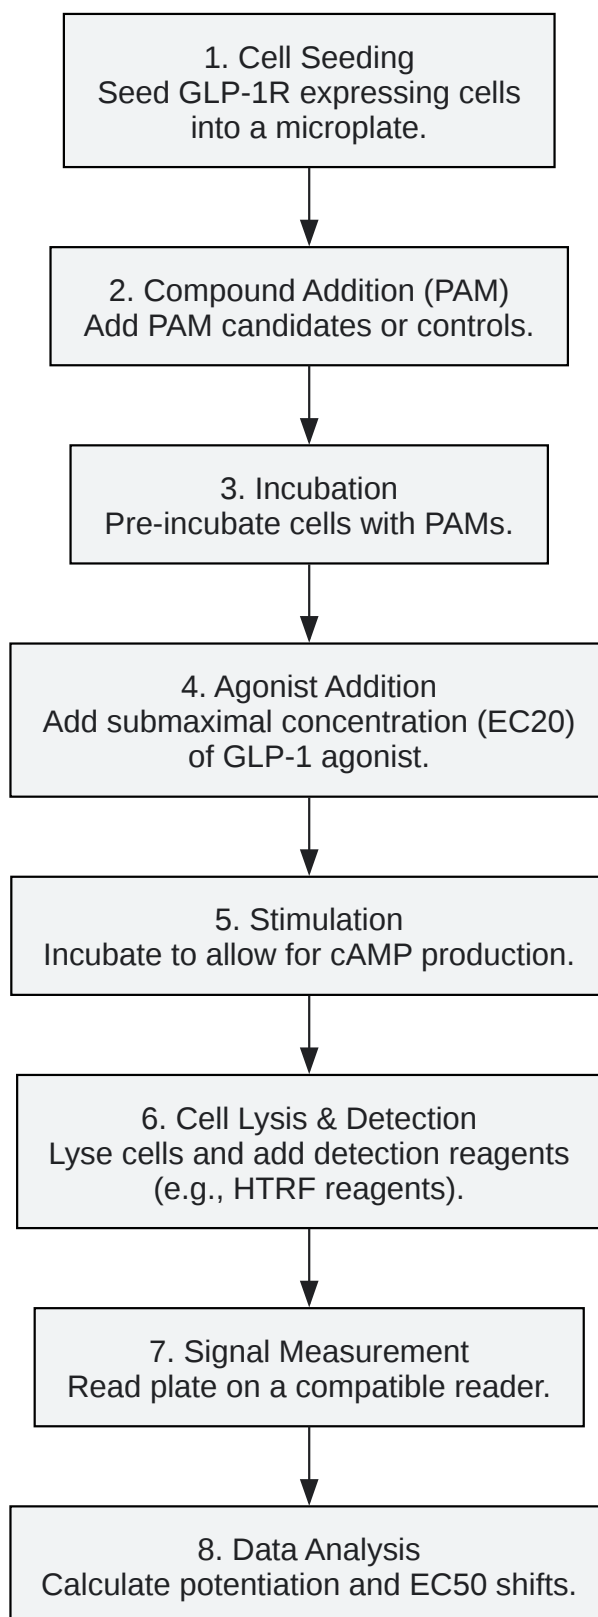 1. Cell Seeding
Seed GLP-1R expressing cells
into a microplate.
2. Compound Addition (PAM)
Add PAM candidates or controls.
3. Incubation
Pre-incubate cells with PAMs.
4. Agonist Addition
Add submaximal concentration (EC20)
of GLP-1 agonist.
5. Stimulation
Incubate to allow for cAMP production.
6. Cell Lysis & Detection
Lyse cells and add detection reagents
(e.g., HTRF reagents).
7. Signal Measurement
Read plate on a compatible reader.
8. Data Analysis
Calculate potentiation and EC50 shifts.